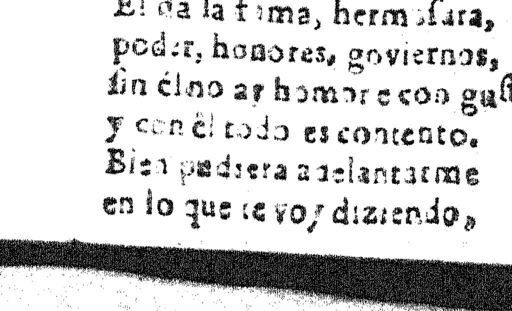 El da la fama, hermosura,
poder, honores, goviernos,
sin él no ay hombre con gust
y con él todo es contento.
Bien pudiera adelantarme
en lo que te voy diziendo,